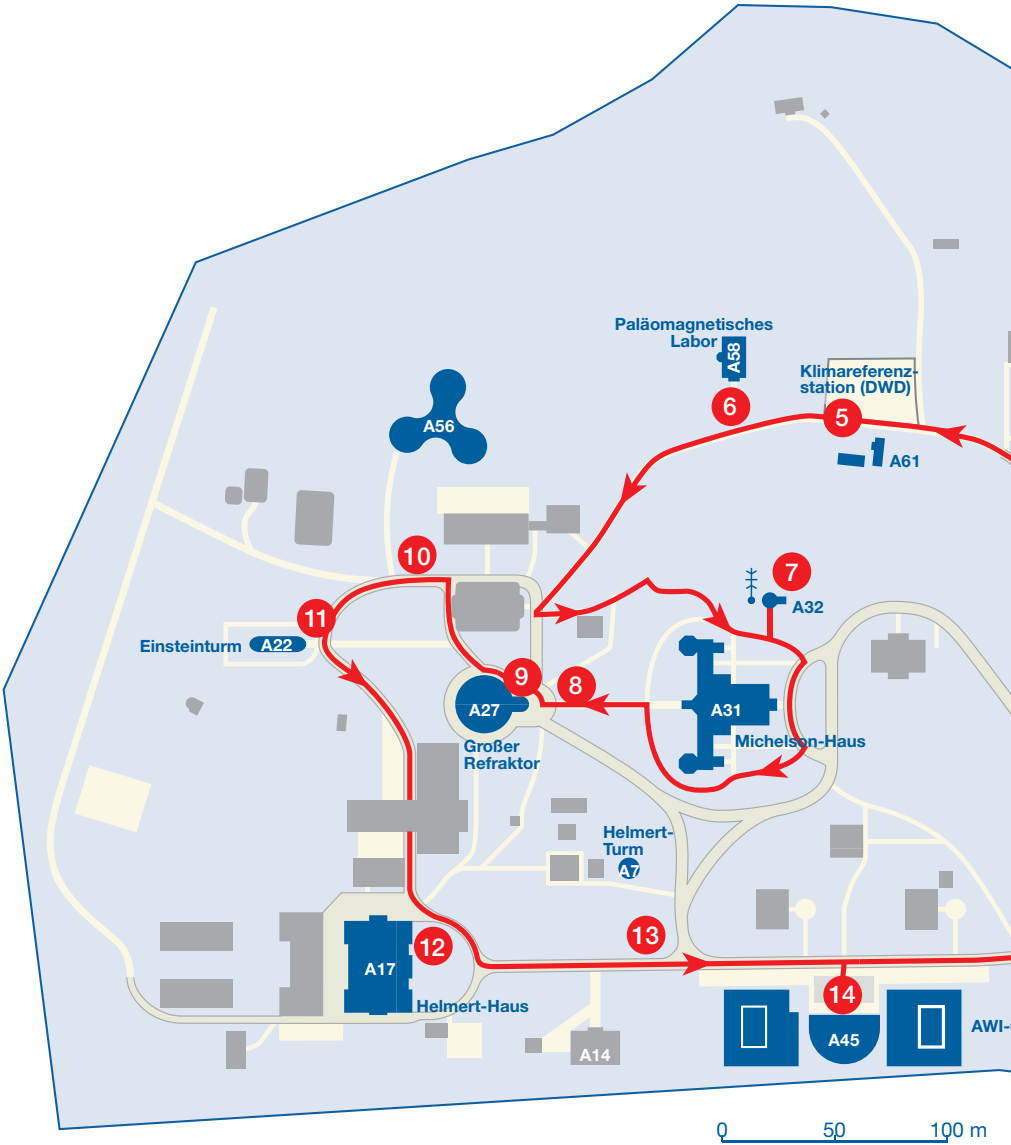 Paläomagnetisches
Labor
A58
6
Klimareferenz-
station (DWD)
5
A61
A56
10
7
A32
11
Einsteinturm
A22
9
8
A27
A31
Großer
Refraktor
Michelson-Haus
Helmert-
Turm
A7
12
13
A17
Helmert-Haus
14
A45
AWI-
A14
0
50
100 m